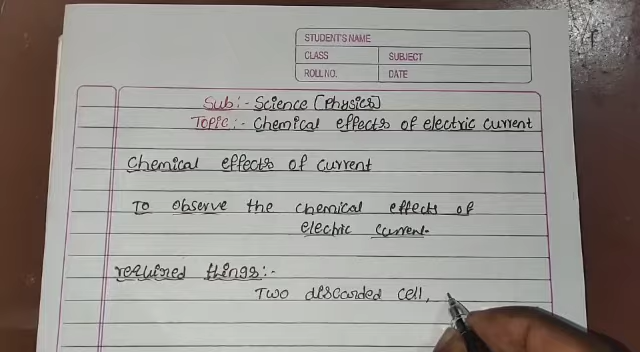 STUDENT'S NAME
CLASS SUBJECT
ROLL NO. DATE
Sub:- Science [Physics]
Topic:- Chemical effects of electric current
Chemical effects of current
To observe the chemical effects of
electric current.
required things:-
Two discarded cell,